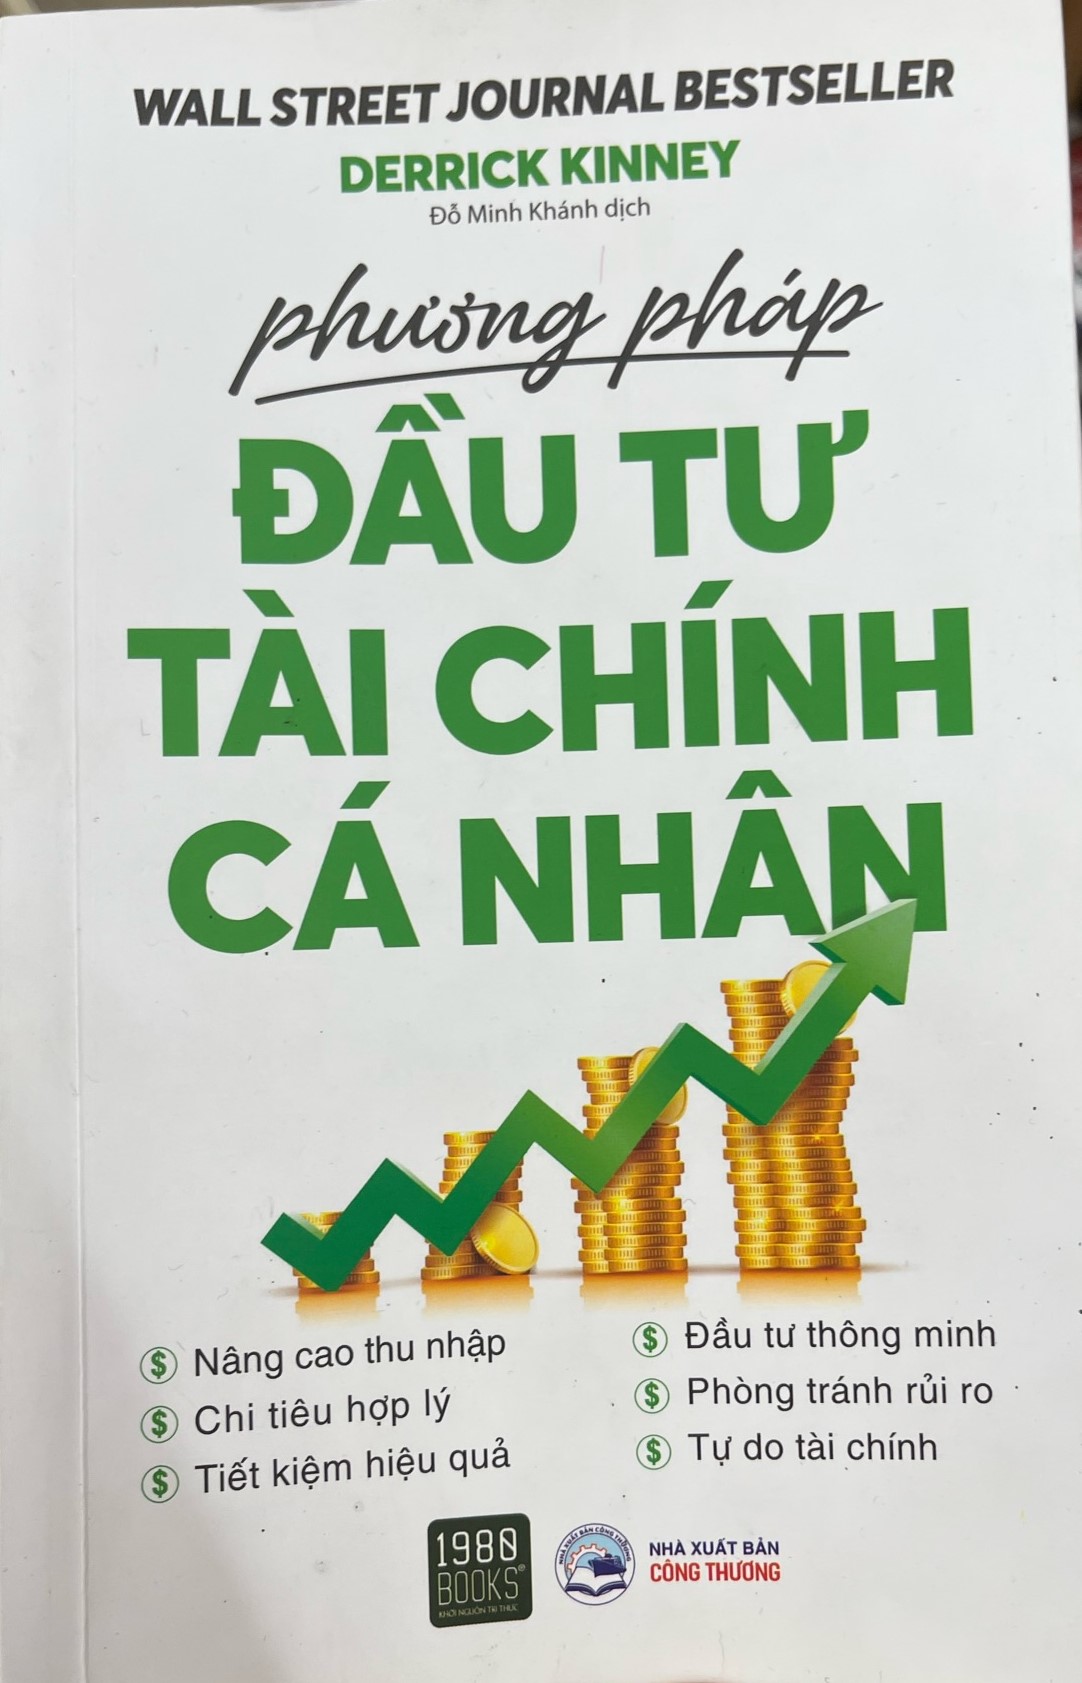 WALL STREET JOURNAL BESTSELLER
DERRICK KINNEY
Đỗ Minh Khánh dịch
phương pháp
ĐẦU TƯ
TÀI CHÍNH
CÁ NHÂN
Nâng cao thu nhập
Chi tiêu hợp lý
Tiết kiệm hiệu quả
Đầu tư thông minh
Phòng tránh rủi ro
Tự do tài chính
1980
BOOKS®
KHƠI NGUỒN TRI THỨC
NHÀ XUẤT BẢN CÔNG THƯƠNG
NHÀ XUẤT BẢN
CÔNG THƯƠNG